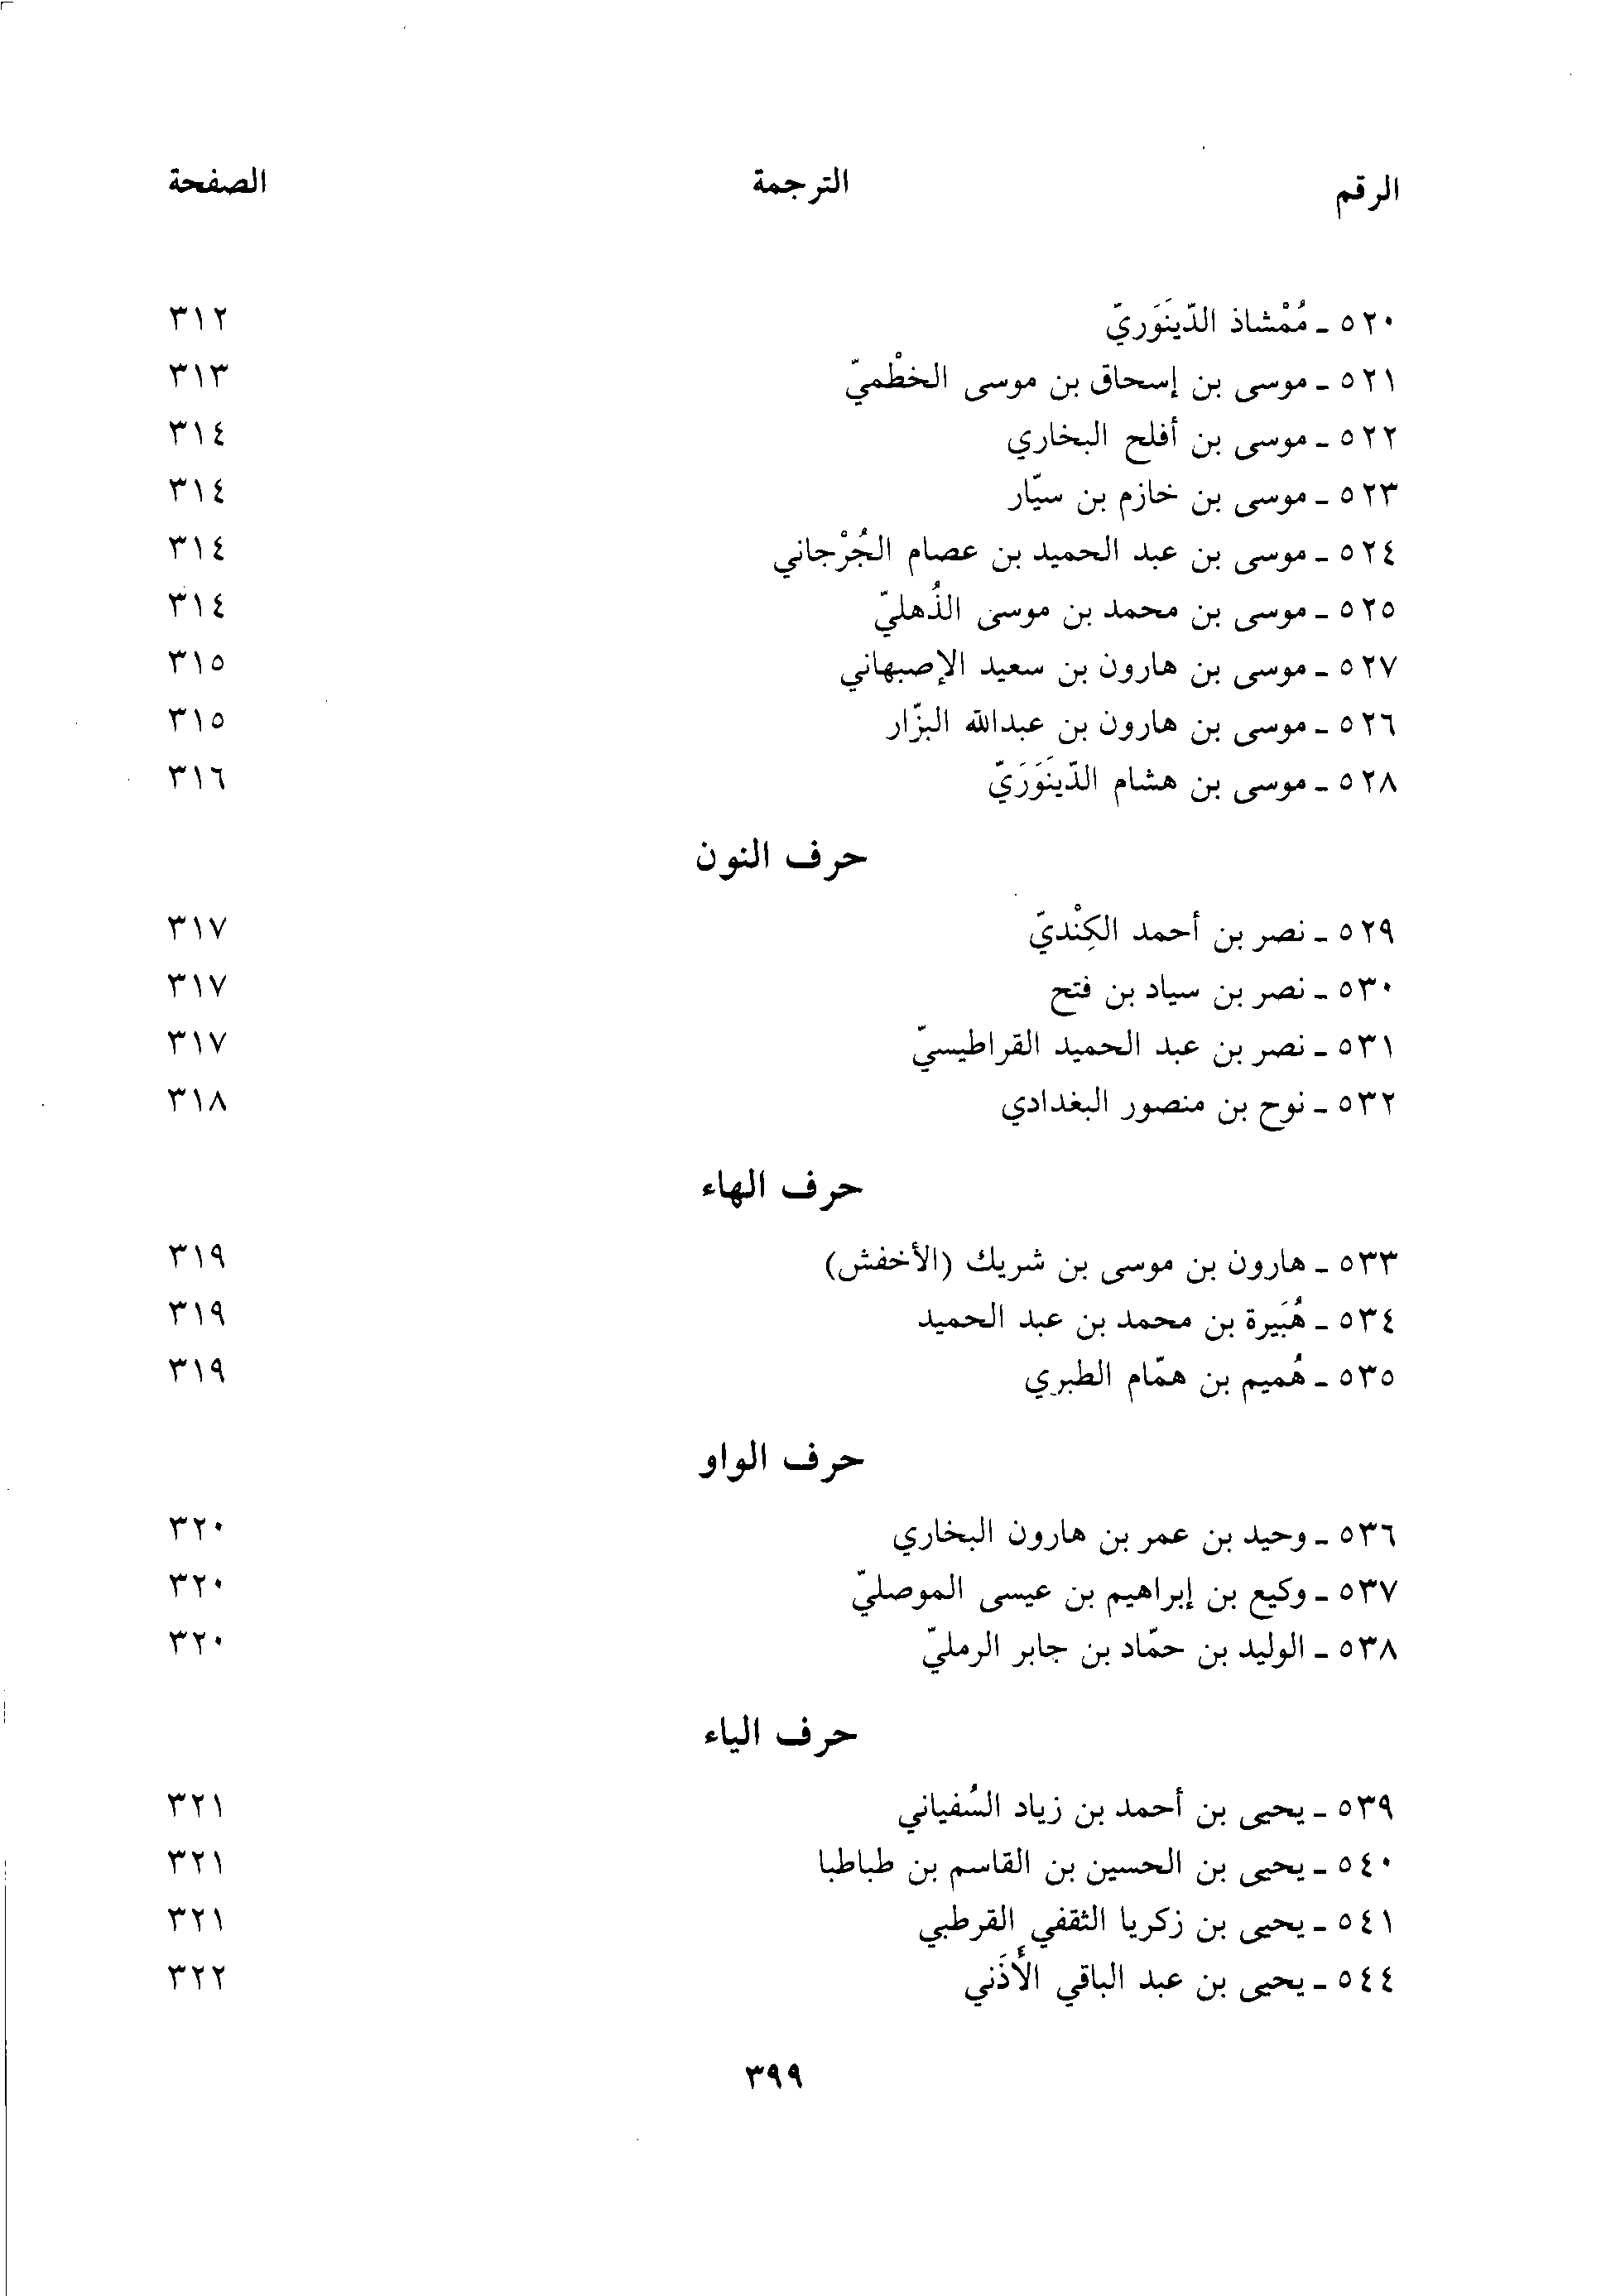 الرقم الترجمة الصفحة
٥٢٠ ـ مُمْشاذ الدّينَوَريّ ٣١٢
٥٢١ ـ موسى بن إسحاق بن موسى الخطْميّ ٣١٣
٥٢٢ ـ موسى بن أفلح البخاري ٣١٤
٥٢٣ ـ موسى بن خازم بن سيّار ٣١٤
٥٢٤ ـ موسى بن عبد الحميد بن عصام الجُرْجاني ٣١٤
٥٢٥ ـ موسى بن محمد بن موسى الذُهليّ ٣١٤
٥٢٧ ـ موسى بن هارون بن سعيد الإصبهاني ٣١٥
٥٢٦ ـ موسى بن هارون بن عبدالله البزّار ٣١٥
٥٢٨ ـ موسى بن هشام الدّينَوَرَيّ ٣١٦
حرف النون
٥٢٩ ـ نصر بن أحمد الكِنْديّ ٣١٧
٥٣٠ ـ نصر بن سياد بن فتح ٣١٧
٥٣١ ـ نصر بن عبد الحميد القراطيسيّ ٣١٧
٥٣٢ ـ نوح بن منصور البغدادي ٣١٨
حرف الهاء
٥٣٣ ـ هارون بن موسى بن شريك (الأخفش) ٣١٩
٥٣٤ ـ هُبَيرة بن محمد بن عبد الحميد ٣١٩
٥٣٥ ـ هُميم بن همّام الطبري ٣١٩
حرف الواو
٥٣٦ ـ وحيد بن عمر بن هارون البخاري ٣٢٠
٥٣٧ ـ وكيع بن إبراهيم بن عيسى الموصليّ ٣٢٠
٥٣٨ ـ الوليد بن حمّاد بن جابر الرمليّ ٣٢٠
حرف الياء
٥٣٩ ـ يحيى بن أحمد بن زياد السُفياني ٣٢١
٥٤٠ ـ يحيى بن الحسين بن القاسم بن طباطبا ٣٢١
٥٤١ ـ يحيى بن زكريا الثقفي القرطبي ٣٢١
٥٤٤ ـ يحيى بن عبد الباقي الأَذَني ٣٢٢
٣٩٩